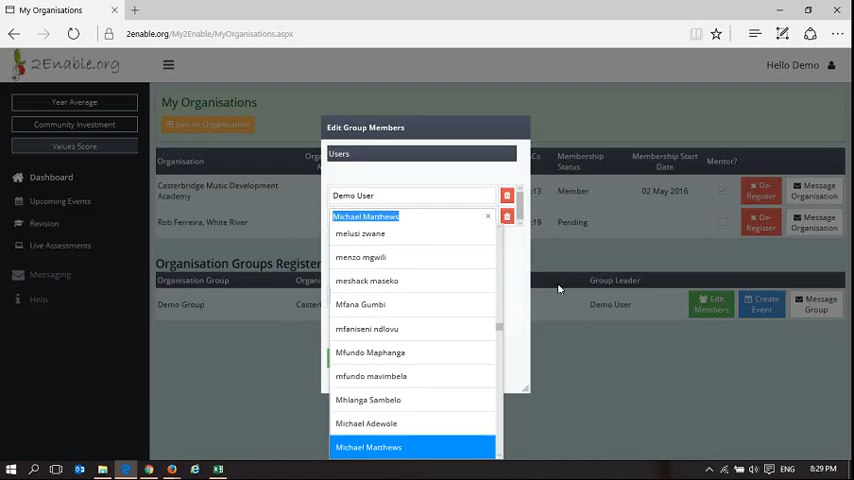 My Organisations
2enable.org/My2Enable/MyOrganisations.aspx
2Enable.org
Hello Demo
Year Average
Community Investment
Values Score
Dashboard
Upcoming Events
Revision
Live Assessments
Messaging
Help
My Organisations
Join an Organisation
Organisation
Membership Status
Membership Start Date
Mentor?
Casterbridge Music Development Academy
:13
Member
02 May 2016
De-Register
Message Organisation
Rob Ferreira, White River
:19
Pending
De-Register
Message Organisation
Organisation Groups Regist
Organisation Group
Group Leader
Demo Group
Demo User
Edit Members
Create Event
Message Group
Edit Group Members
Users
Demo User
Michael Matthews
melusi zwane
menzo mgwili
meshack maseko
Mfana Gumbi
mfaniseni ndlovu
Mfundo Maphanga
mfundo mavimbela
Mhlanga Sambelo
Michael Adewole
Michael Matthews
ENG
8:29 PM